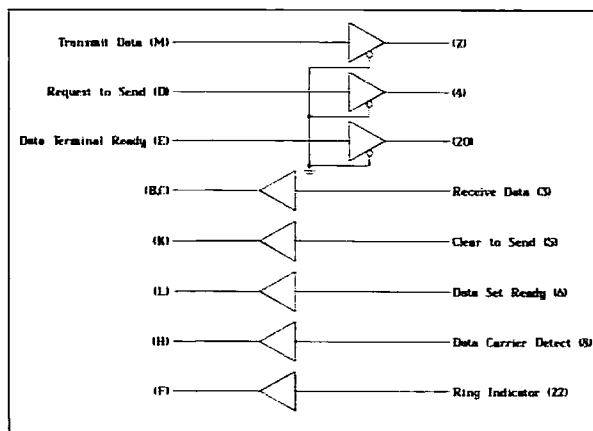 Transmit Data (M) (2)
Request to Send (D) (4)
Data Terminal Ready (E) (20)
(B,C) Receive Data (3)
(K) Clear to Send (5)
(L) Data Set Ready (6)
(H) Data Carrier Detect (8)
(F) Ring Indicator (22)